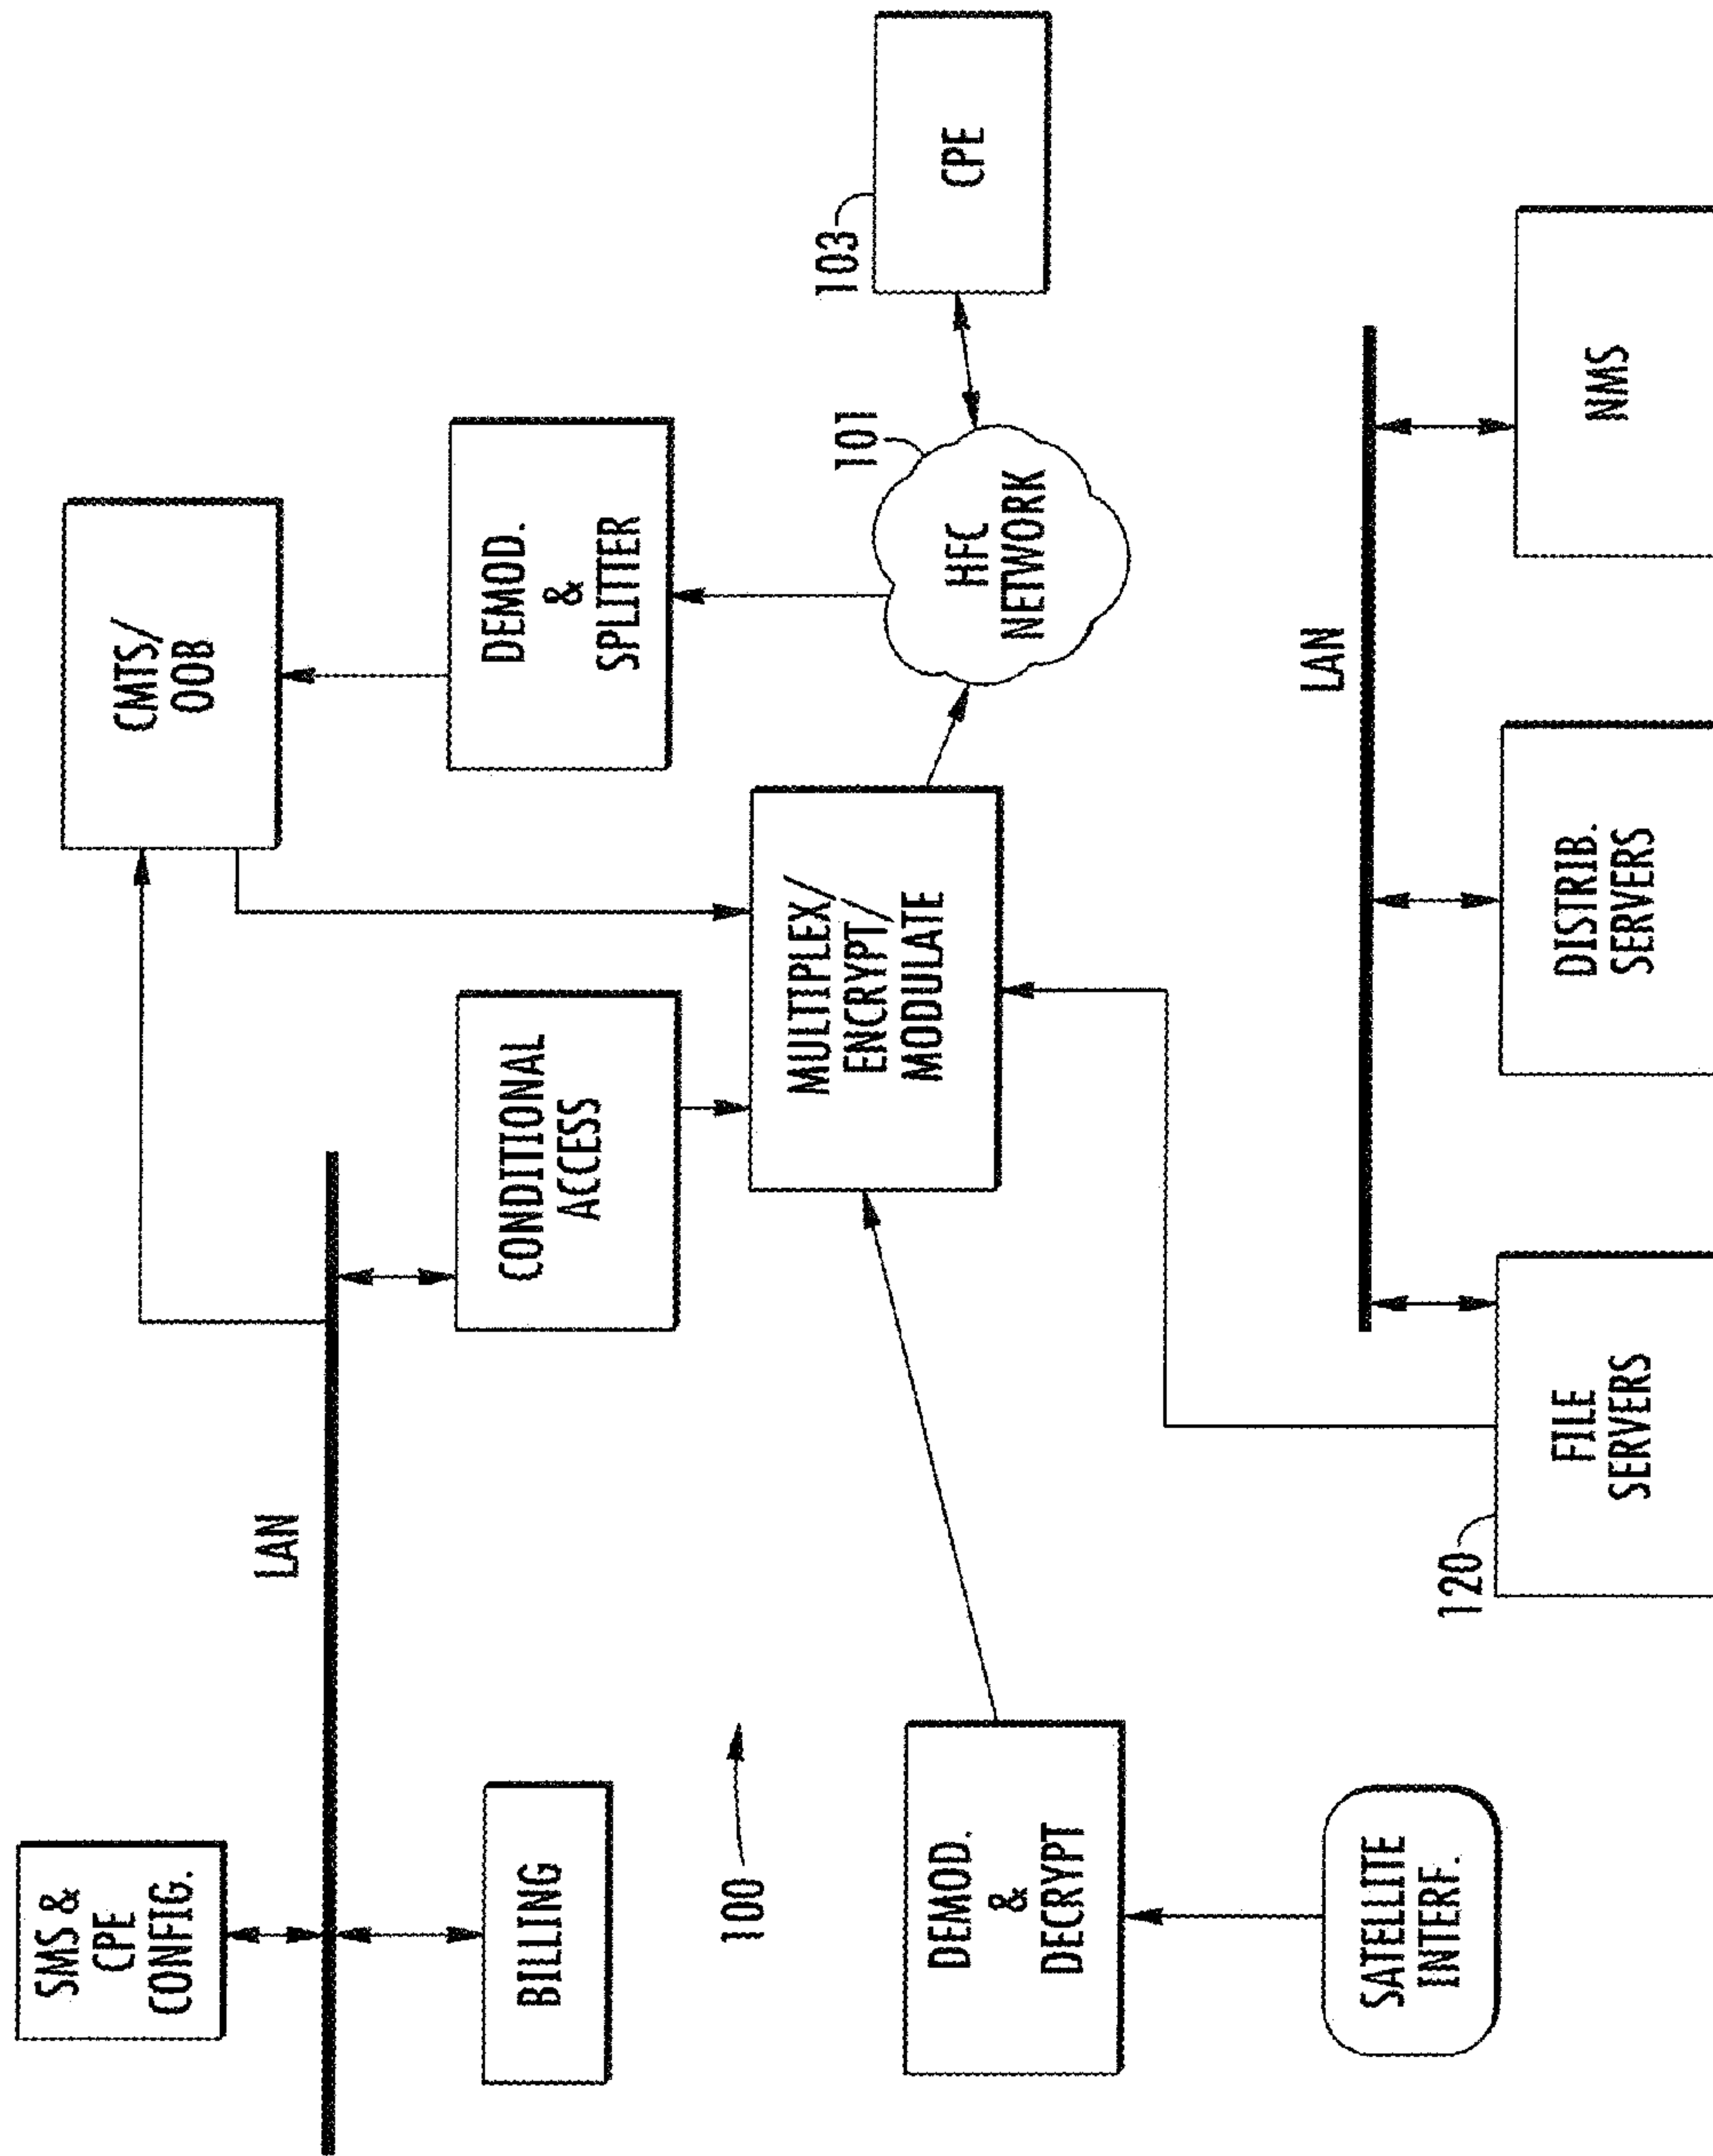 SMS &
CPE
CONFIG.
LAN
BILLING
CMTS/
OOB
CONDITIONAL
ACCESS
DEMOD.
&
SPLITTER
100
MULTIPLEX/
ENCRYPT/
MODULATE
103
CPE
101
HFC
NETWORK
DEMOD.
&
DECRYPT
SATELLITE
INTERF.
LAN
120
FILE
SERVERS
DISTRIB.
SERVERS
NMS